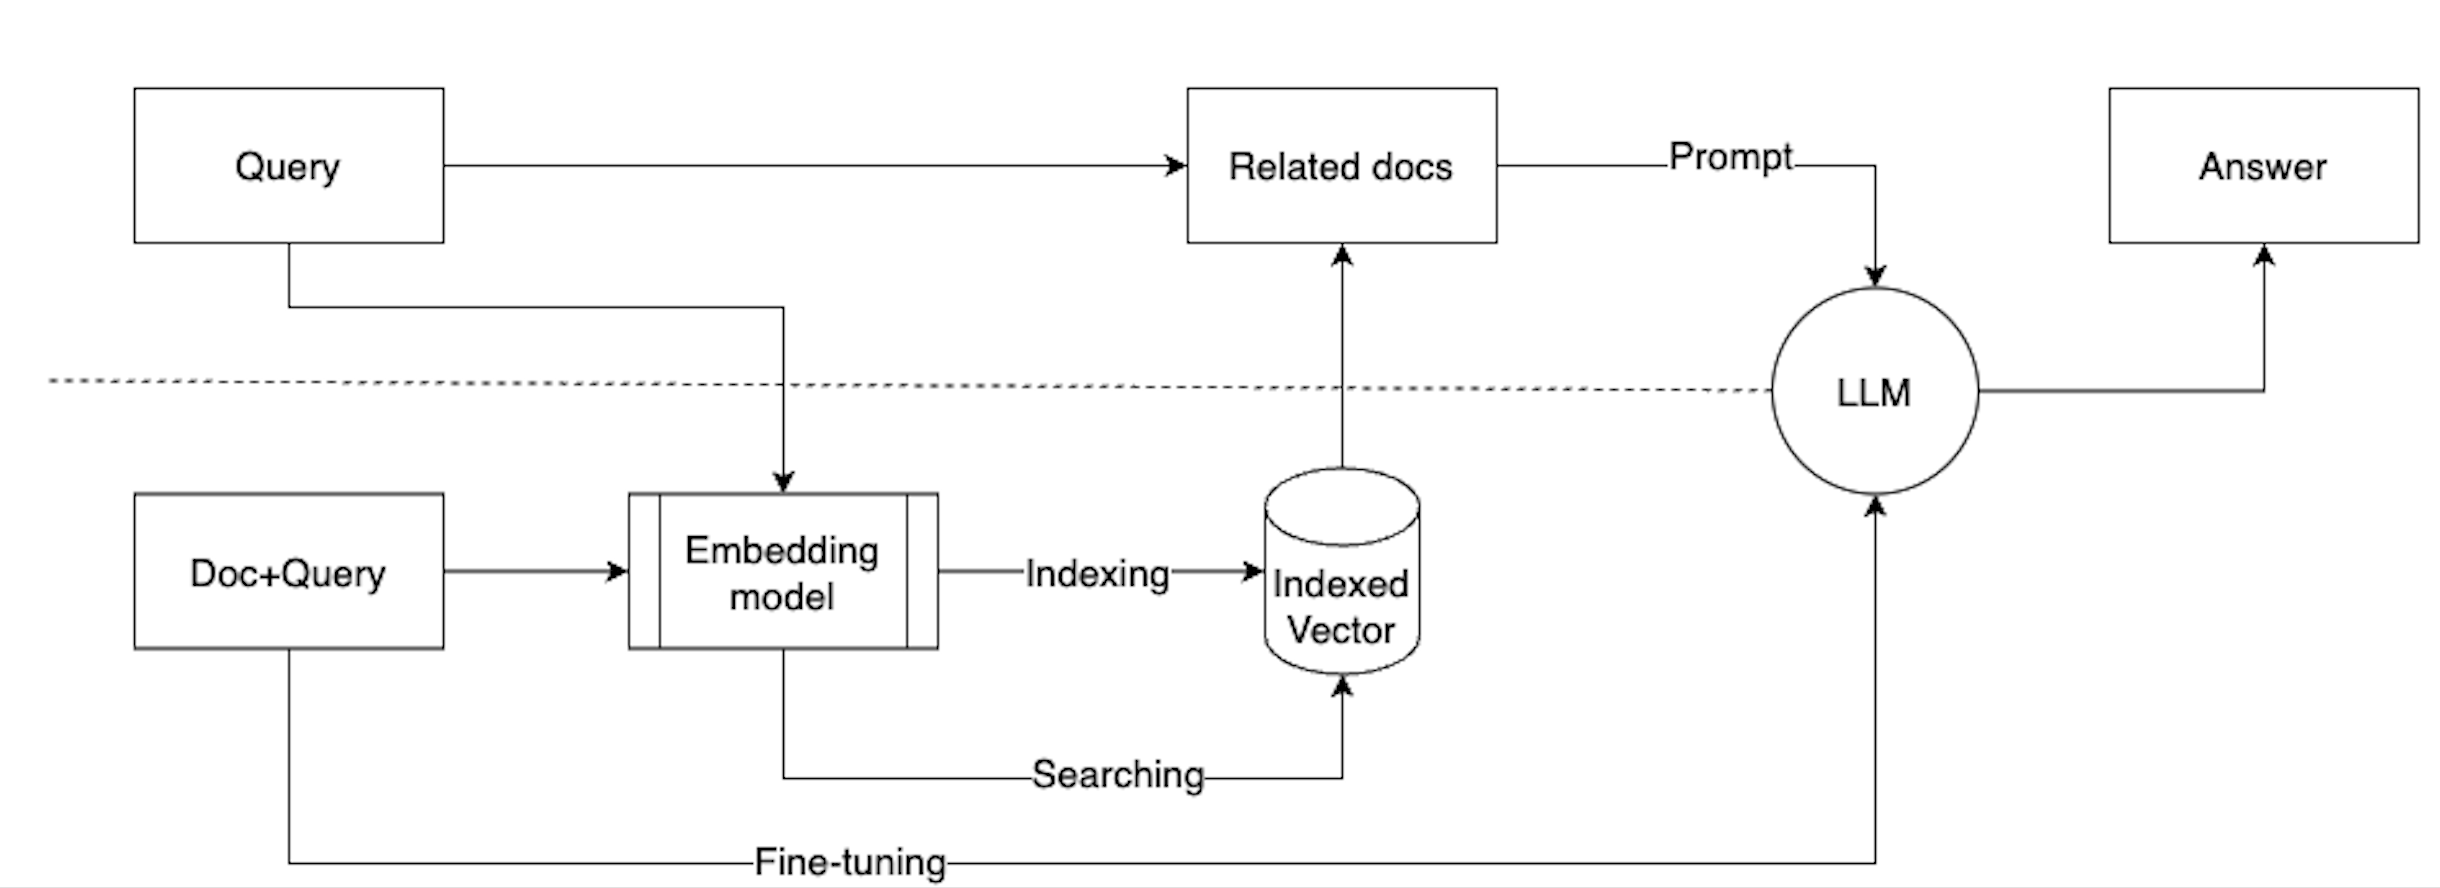 Query
Related docs
Prompt
Answer
LLM
Doc+Query
Embedding
model
Indexing
Indexed
Vector
Searching
Fine-tuning